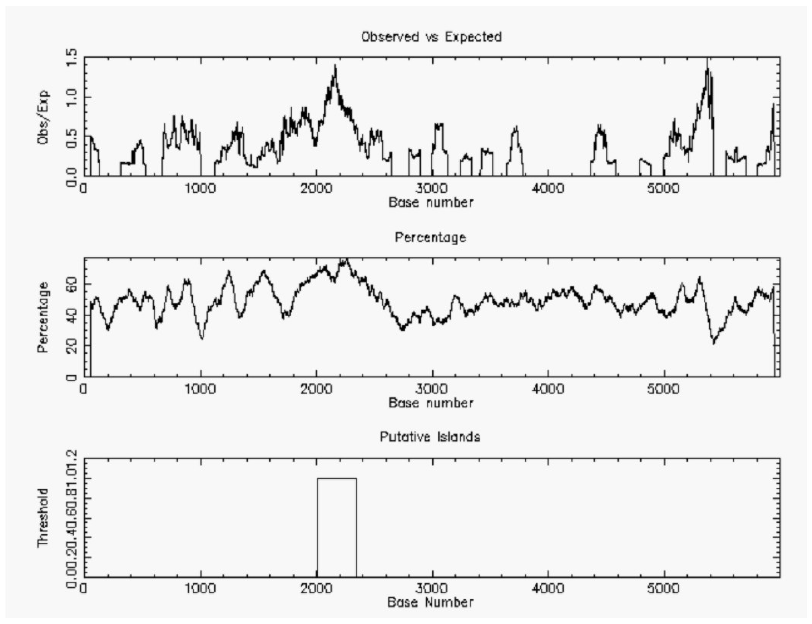 Observed vs Expected
Obs/Exp
0.0 0.5 1.0 1.5
0 1000 2000 3000 4000 5000
Base number
Percentage
Percentage
0 20 40 60
0 1000 2000 3000 4000 5000
Base number
Putative Islands
Threshold
0.00.20.40.60.81.01.2
0 1000 2000 3000 4000 5000
Base Number